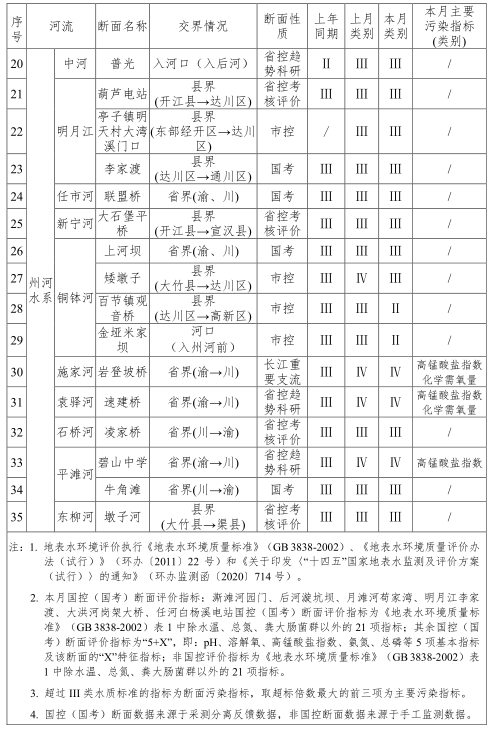 序号 河流 断面名称 交界情况 断面性质 上年同期 上月类别 本月类别 本月主要污染指标(类别)
州河水系
20 中河 普光 入河口（入后河） 省控趋势科研 Ⅱ Ⅲ Ⅲ /
21 明月江 葫芦电站 县界(开江县→达川区) 省控考核评价 Ⅲ Ⅲ Ⅲ /
22 亭子镇明天村大湾溪门口 县界(东部经开区→达川区) 市控 / Ⅲ Ⅲ /
23 李家渡 县界(达川区→通川区) 国考 Ⅲ Ⅲ Ⅲ /
24 任市河 联盟桥 省界(渝、川) 国考 Ⅲ Ⅲ Ⅲ /
25 新宁河 大石堡平桥 县界(开江县→宣汉县) 省控考核评价 Ⅲ Ⅲ Ⅲ /
26 铜钵河 上河坝 省界(渝、川) 国考 Ⅲ Ⅲ Ⅲ /
27 矮墩子 县界(大竹县→达川区) 市控 Ⅲ Ⅳ Ⅲ /
28 百节镇观音桥 县界(达川区→高新区) 市控 Ⅲ Ⅲ Ⅱ /
29 金垭米家坝 河口（入州河前） 市控 Ⅲ Ⅲ Ⅱ /
30 施家河 岩登坡桥 省界(渝→川) 长江重要支流 Ⅲ Ⅳ Ⅳ 高锰酸盐指数 化学需氧量
31 袁驿河 速建桥 省界(渝→川) 省控趋势科研 Ⅲ Ⅳ Ⅳ 高锰酸盐指数 化学需氧量
32 石桥河 凌家桥 省界(川→渝) 省控考核评价 Ⅲ Ⅲ Ⅲ /
33 平滩河 碧山中学 省界(渝→川) 省控趋势科研 Ⅲ Ⅳ Ⅳ 高锰酸盐指数
34 牛角滩 省界(川→渝) 国考 Ⅲ Ⅲ Ⅲ /
35 东柳河 墩子河 县界(大竹县→渠县) 省控考核评价 Ⅲ Ⅲ Ⅲ /
注：1. 地表水环境评价执行《地表水环境质量标准》（GB 3838-2002）、《地表水环境质量评价办
法（试行）》（环办〔2011〕22 号）和《关于印发〈“十四五”国家地表水监测及评价方案
（试行）〉的通知》（环办监测函〔2020〕714 号）。
2. 本月国控（国考）断面评价指标：澌滩河园门、后河漩坑坝、月滩河苟家湾、明月江李家
渡、大洪河岗架大桥、任河白杨溪电站国控（国考）断面评价指标为《地表水环境质量标
准》（GB 3838-2002）表 1 中除水温、总氮、粪大肠菌群以外的 21 项指标；其余国控（国
考）断面评价指标为“5+X”，即：pH、溶解氧、高锰酸盐指数、氨氮、总磷等 5 项基本指标
及该断面的“X”特征指标；非国控评价指标为《地表水环境质量标准》（GB 3838-2002）表
1 中除水温、总氮、粪大肠菌群以外的 21 项指标。
3. 超过 III 类水质标准的指标为断面污染指标，取超标倍数最大的前三项为主要污染指标。
4. 国控（国考）断面数据来源于采测分离反馈数据，非国控断面数据来源于手工监测数据。